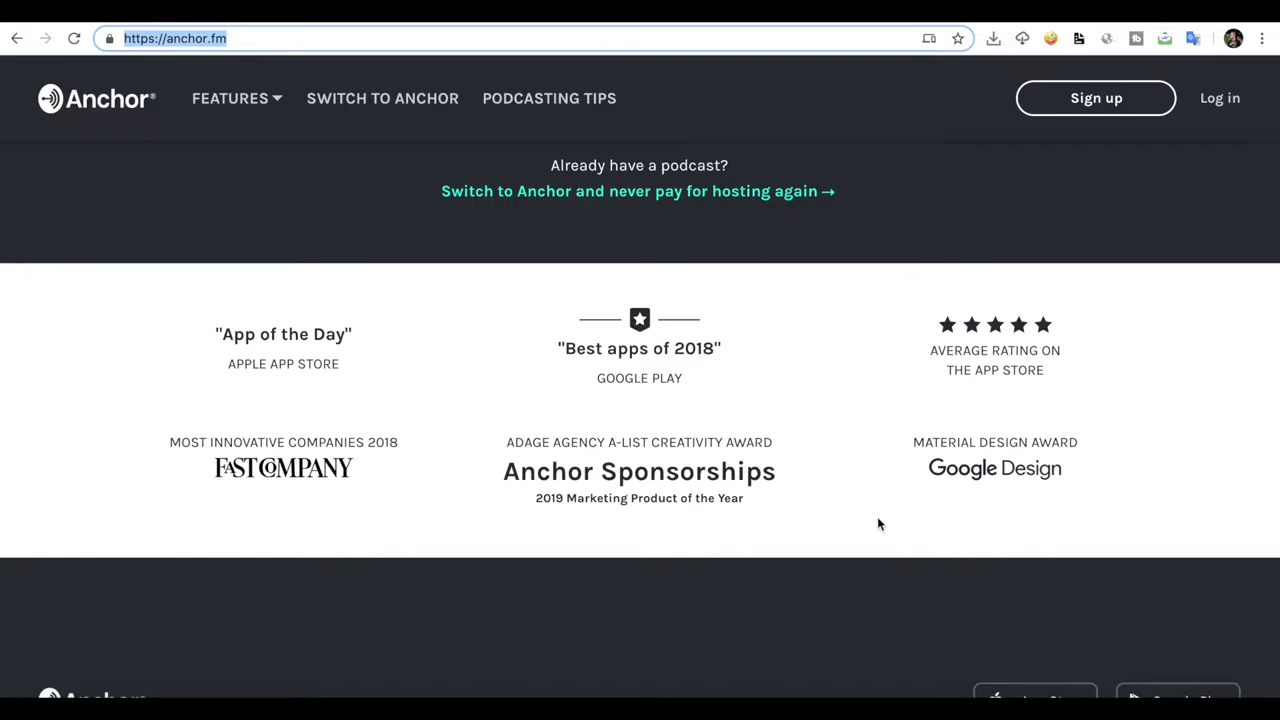 https://anchor.fm
Anchor®
FEATURES
SWITCH TO ANCHOR
PODCASTING TIPS
Sign up
Log in
Already have a podcast?
Switch to Anchor and never pay for hosting again →
"App of the Day"
APPLE APP STORE
"Best apps of 2018"
GOOGLE PLAY
AVERAGE RATING ON
THE APP STORE
MOST INNOVATIVE COMPANIES 2018
FAST COMPANY
ADAGE AGENCY A-LIST CREATIVITY AWARD
Anchor Sponsorships
2019 Marketing Product of the Year
MATERIAL DESIGN AWARD
Google Design